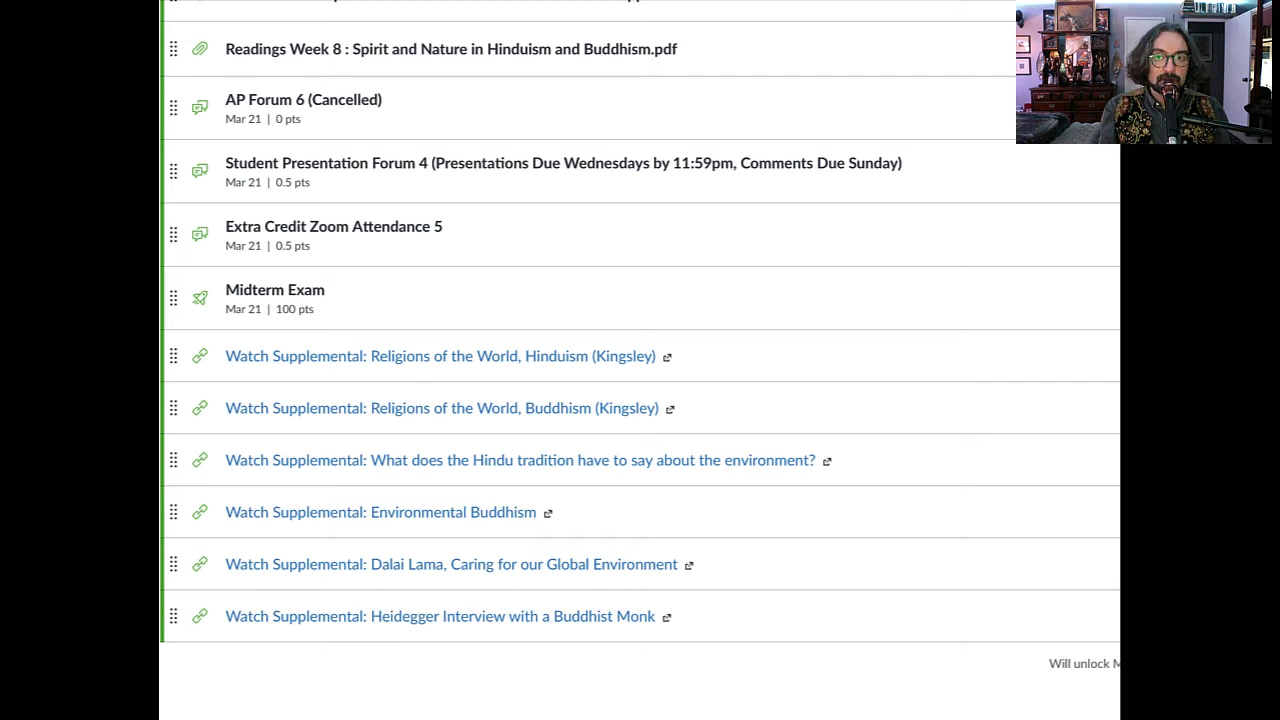 Readings Week 8 : Spirit and Nature in Hinduism and Buddhism.pdf
AP Forum 6 (Cancelled)
Mar 21 | 0 pts
Student Presentation Forum 4 (Presentations Due Wednesdays by 11:59pm, Comments Due Sunday)
Mar 21 | 0.5 pts
Extra Credit Zoom Attendance 5
Mar 21 | 0.5 pts
Midterm Exam
Mar 21 | 100 pts
Watch Supplemental: Religions of the World, Hinduism (Kingsley)
Watch Supplemental: Religions of the World, Buddhism (Kingsley)
Watch Supplemental: What does the Hindu tradition have to say about the environment?
Watch Supplemental: Environmental Buddhism
Watch Supplemental: Dalai Lama, Caring for our Global Environment
Watch Supplemental: Heidegger Interview with a Buddhist Monk
Will unlock